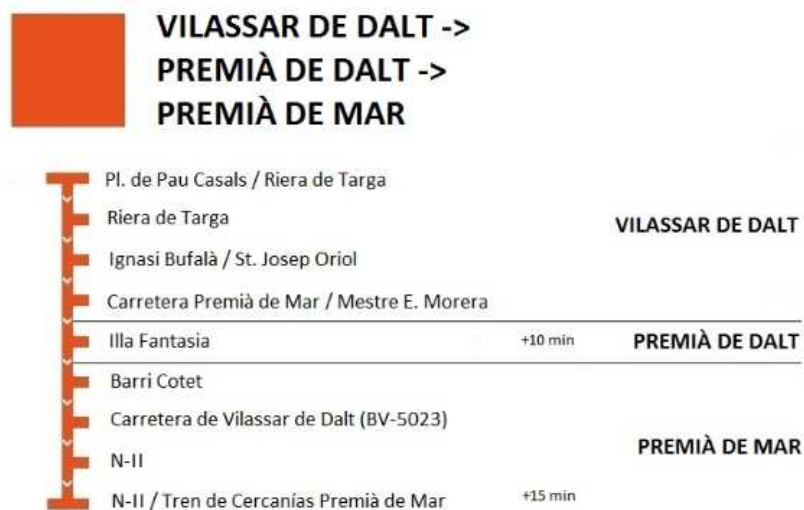 VILASSAR DE DALT ->
PREMIÀ DE DALT ->
PREMIÀ DE MAR
Pl. de Pau Casals / Riera de Targa
Riera de Targa
VILASSAR DE DALT
Ignasi Bufalà / St. Josep Oriol
Carretera Premià de Mar / Mestre E. Morera
Illa Fantasia +10 min PREMIÀ DE DALT
Barri Cotet
Carretera de Vilassar de Dalt (BV-5023)
PREMIÀ DE MAR
N-II
N-II / Tren de Cercanías Premià de Mar +15 min